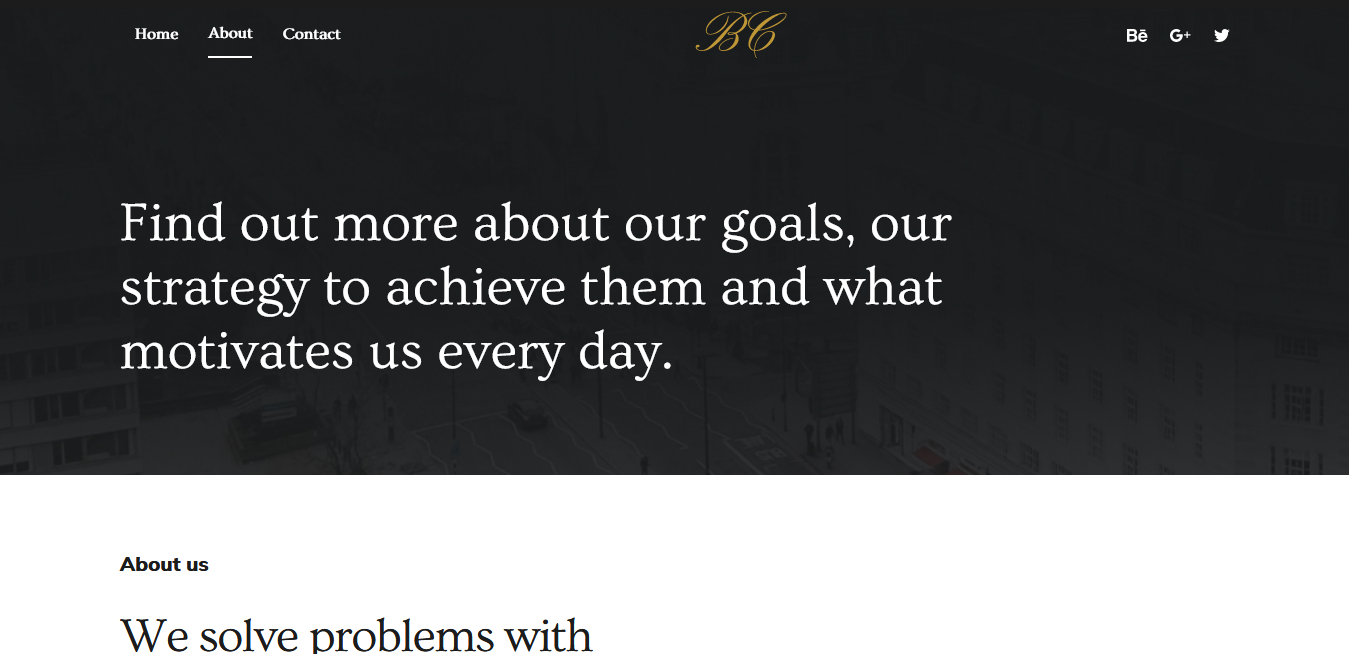 Home About Contact BC Bē G+
Find out more about our goals, our
strategy to achieve them and what
motivates us every day.
About us
We solve problems with